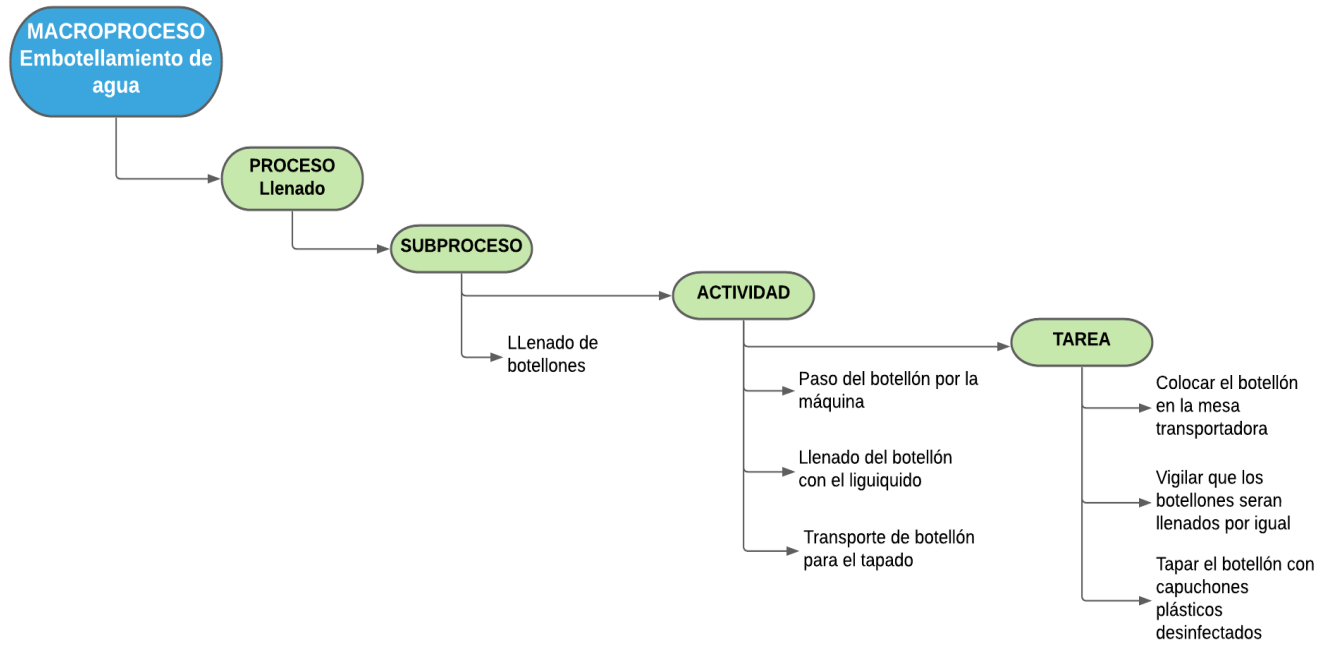 MACROPROCESO
Embotellamiento de
agua
PROCESO
Llenado
SUBPROCESO
LLenado de
botellones
ACTIVIDAD
Paso del botellón por la
máquina
Llenado del botellón
con el liguiquido
Transporte de botellón
para el tapado
TAREA
Colocar el botellón
en la mesa
transportadora
Vigilar que los
botellones seran
llenados por igual
Tapar el botellón con
capuchones
plásticos
desinfectados